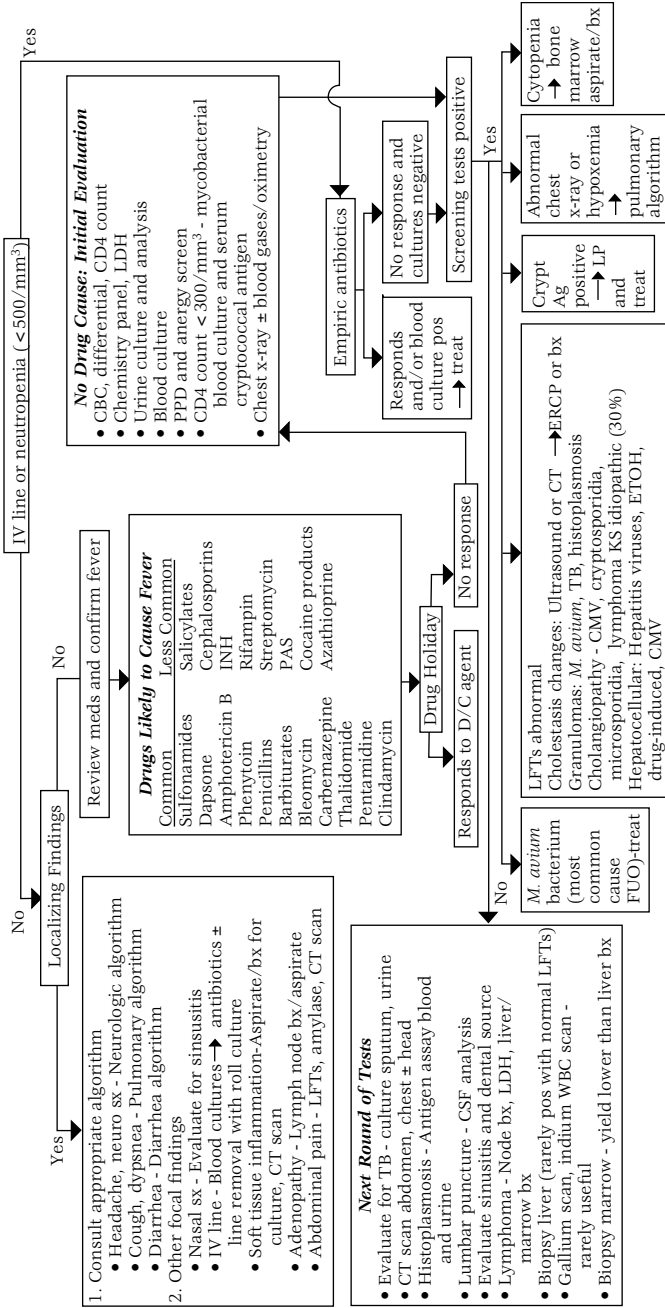 IV line or neutropenia (<500/mm³)
No
Yes
Localizing Findings
Yes
No
1. Consult appropriate algorithm
• Headache, neuro sx - Neurologic algorithm
• Cough, dypsnea - Pulmonary algorithm
• Diarrhea - Diarrhea algorithm
2. Other focal findings
• Nasal sx - Evaluate for sinsusitis
• IV line - Blood cultures → antibiotics ±
line removal with roll culture
• Soft tissue inflammation-Aspirate/bx for
culture, CT scan
• Adenopathy - Lymph node bx/aspirate
• Abdominal pain - LFTs, amylase, CT scan
Review meds and confirm fever
Drugs Likely to Cause Fever
Common Less Common
Sulfonamides Salicylates
Dapsone Cephalosporins
Amphotericin B INH
Phenytoin Rifampin
Penicillins Streptomycin
Barbiturates PAS
Bleomycin Cocaine products
Carbemazepine Azathioprine
Thalidomide
Pentamidine
Clindamycin
Drug Holiday
Responds to D/C agent
No response
No Drug Cause: Initial Evaluation
• CBC, differential, CD4 count
• Chemistry panel, LDH
• Urine culture and analysis
• Blood culture
• PPD and anergy screen
• CD4 count <300/mm³ - mycobacterial
blood culture and serum
cryptococcal antigen
• Chest x-ray ± blood gases/oximetry
Empiric antibiotics
Responds
and/or blood
culture pos
→ treat
No response and
cultures negative
Screening tests positive
No
Yes
Next Round of Tests
• Evaluate for TB - culture sputum, urine
• CT scan abdomen, chest ± head
• Histoplasmosis - Antigen assay blood
and urine
• Lumbar puncture - CSF analysis
• Evaluate sinusitis and dental source
• Lymphoma - Node bx, LDH, liver/
marrow bx
• Biopsy liver (rarely pos with normal LFTs)
• Gallium scan, indium WBC scan -
rarely useful
• Biopsy marrow - yield lower than liver bx
M. avium
bacterium
(most
common
cause
FUO)-treat
LFTs abnormal
Cholestasis changes: Ultrasound or CT → ERCP or bx
Granulomas: M. avium, TB, histoplasmosis
Cholangiopathy - CMV, cryptosporidia,
microsporidia, lymphoma KS idiopathic (30%)
Hepatocellular: Hepatitis viruses, ETOH,
drug-induced, CMV
Crypt
Ag
positive
→ LP
and
treat
Abnormal
chest
x-ray or
hypoxemia
→
pulmonary
algorithm
Cytopenia
→ bone
marrow
aspirate/bx